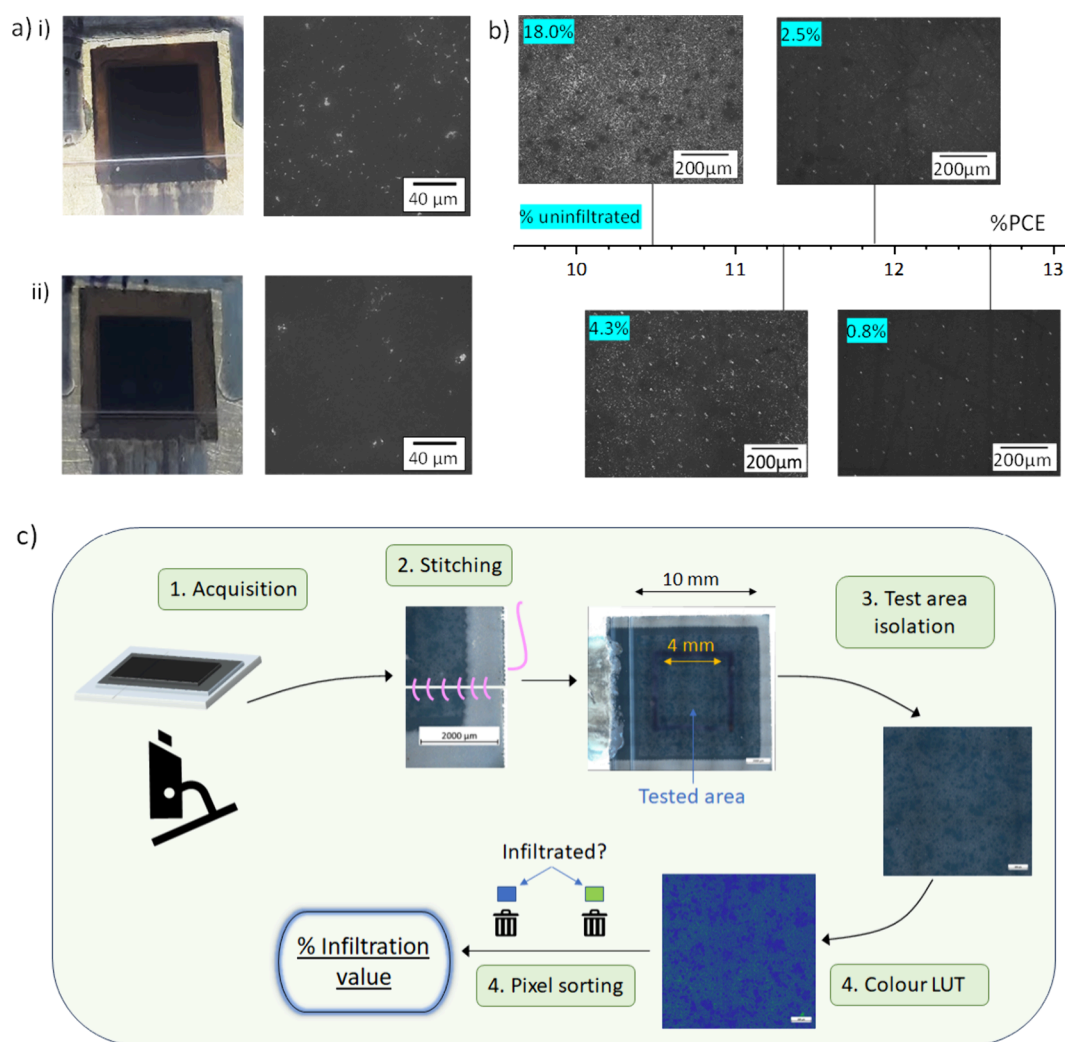 a) i)
40 µm
ii)
40 µm
b)
18.0%
200µm
2.5%
200µm
% uninfiltrated
%PCE
10
11
12
13
4.3%
200µm
0.8%
200µm
c)
1. Acquisition
2. Stitching
2000 µm
10 mm
4 mm
Tested area
3. Test area
isolation
4. Colour LUT
Infiltrated?
4. Pixel sorting
% Infiltration
value